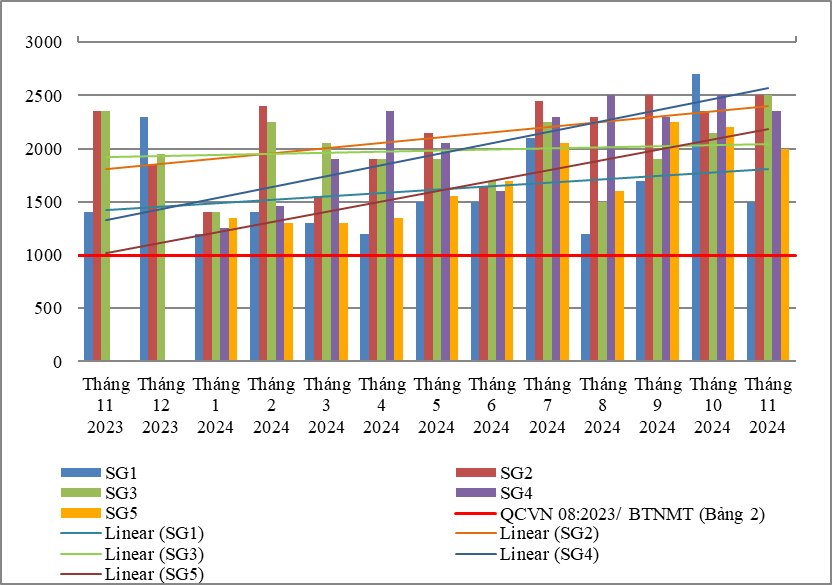 3000
2500
2000
1500
1000
500
0
Tháng Tháng Tháng Tháng Tháng Tháng Tháng Tháng Tháng Tháng Tháng Tháng Tháng
11 12 1 2 3 4 5 6 7 8 9 10 11
2023 2023 2024 2024 2024 2024 2024 2024 2024 2024 2024 2024 2024
SG1 SG2
SG3 SG4
SG5 QCVN 08:2023/ BTNMT (Bảng 2)
Linear (SG1) Linear (SG2)
Linear (SG3) Linear (SG4)
Linear (SG5)